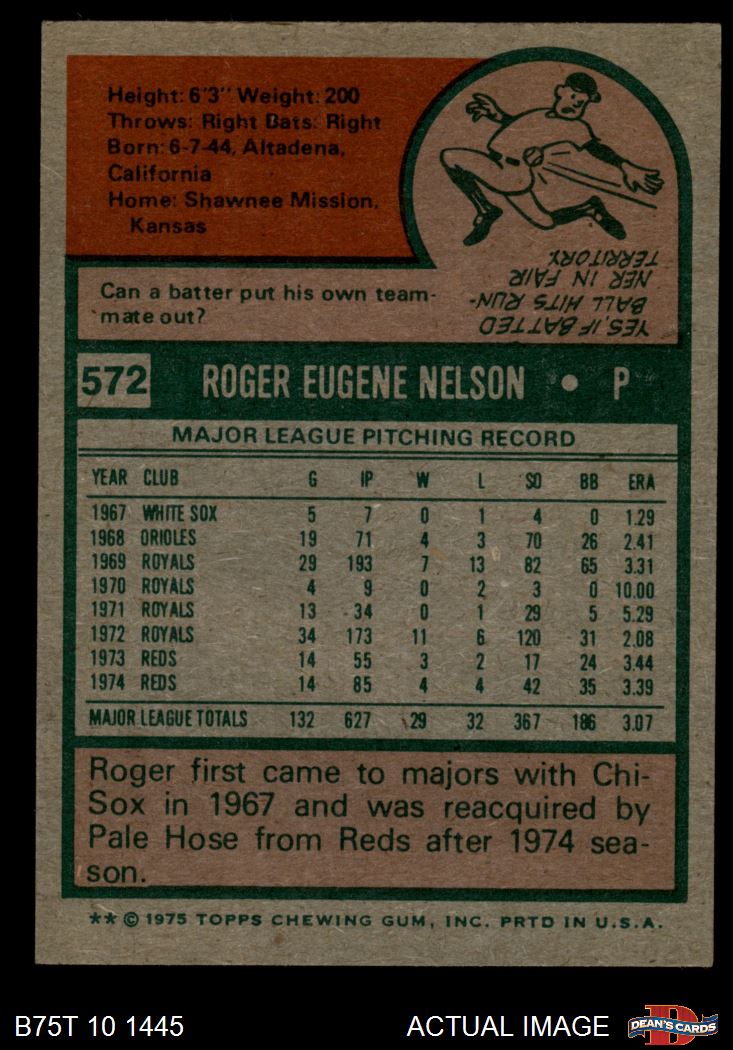 Height: 6'3" Weight: 200
Throws: Right Bats: Right
Born: 6-7-44, Altadena,
California
Home: Shawnee Mission,
Kansas
Can a batter put his own team-
mate out?
YES, IF BATTED
BALL HITS RUN-
NER IN FAIR
TERRITORY.
572 ROGER EUGENE NELSON • P
MAJOR LEAGUE PITCHING RECORD
YEAR CLUB G IP W L SO BB ERA
1967 WHITE SOX 5 7 0 1 4 0 1.29
1968 ORIOLES 19 71 4 3 70 26 2.41
1969 ROYALS 29 193 7 13 82 65 3.31
1970 ROYALS 4 9 0 2 3 0 10.00
1971 ROYALS 13 34 0 1 29 5 5.29
1972 ROYALS 34 173 11 6 120 31 2.08
1973 REDS 14 55 3 2 17 24 3.44
1974 REDS 14 85 4 4 42 35 3.39
MAJOR LEAGUE TOTALS 132 627 29 32 367 186 3.07
Roger first came to majors with Chi-
Sox in 1967 and was reacquired by
Pale Hose from Reds after 1974 sea-
son.
** © 1975 TOPPS CHEWING GUM, INC. PRTD IN U.S.A.
B75T 10 1445 ACTUAL IMAGE
D
DEAN'S CARDS